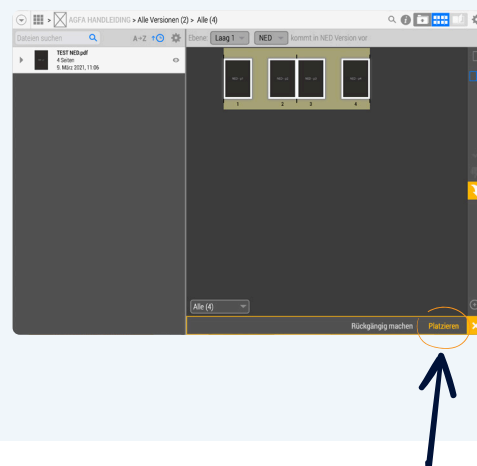 > AGFA HANDLEIDING > Alle Versionen (2) > Alle (4)
Dateien suchen A-Z
Ebene: Laag 1 NED kommt in NED Version vor
TEST NED.pdf
4 Seiten
9. März 2021, 11:06
1 2 3 4
Alle (4)
Rückgängig machen Platzieren